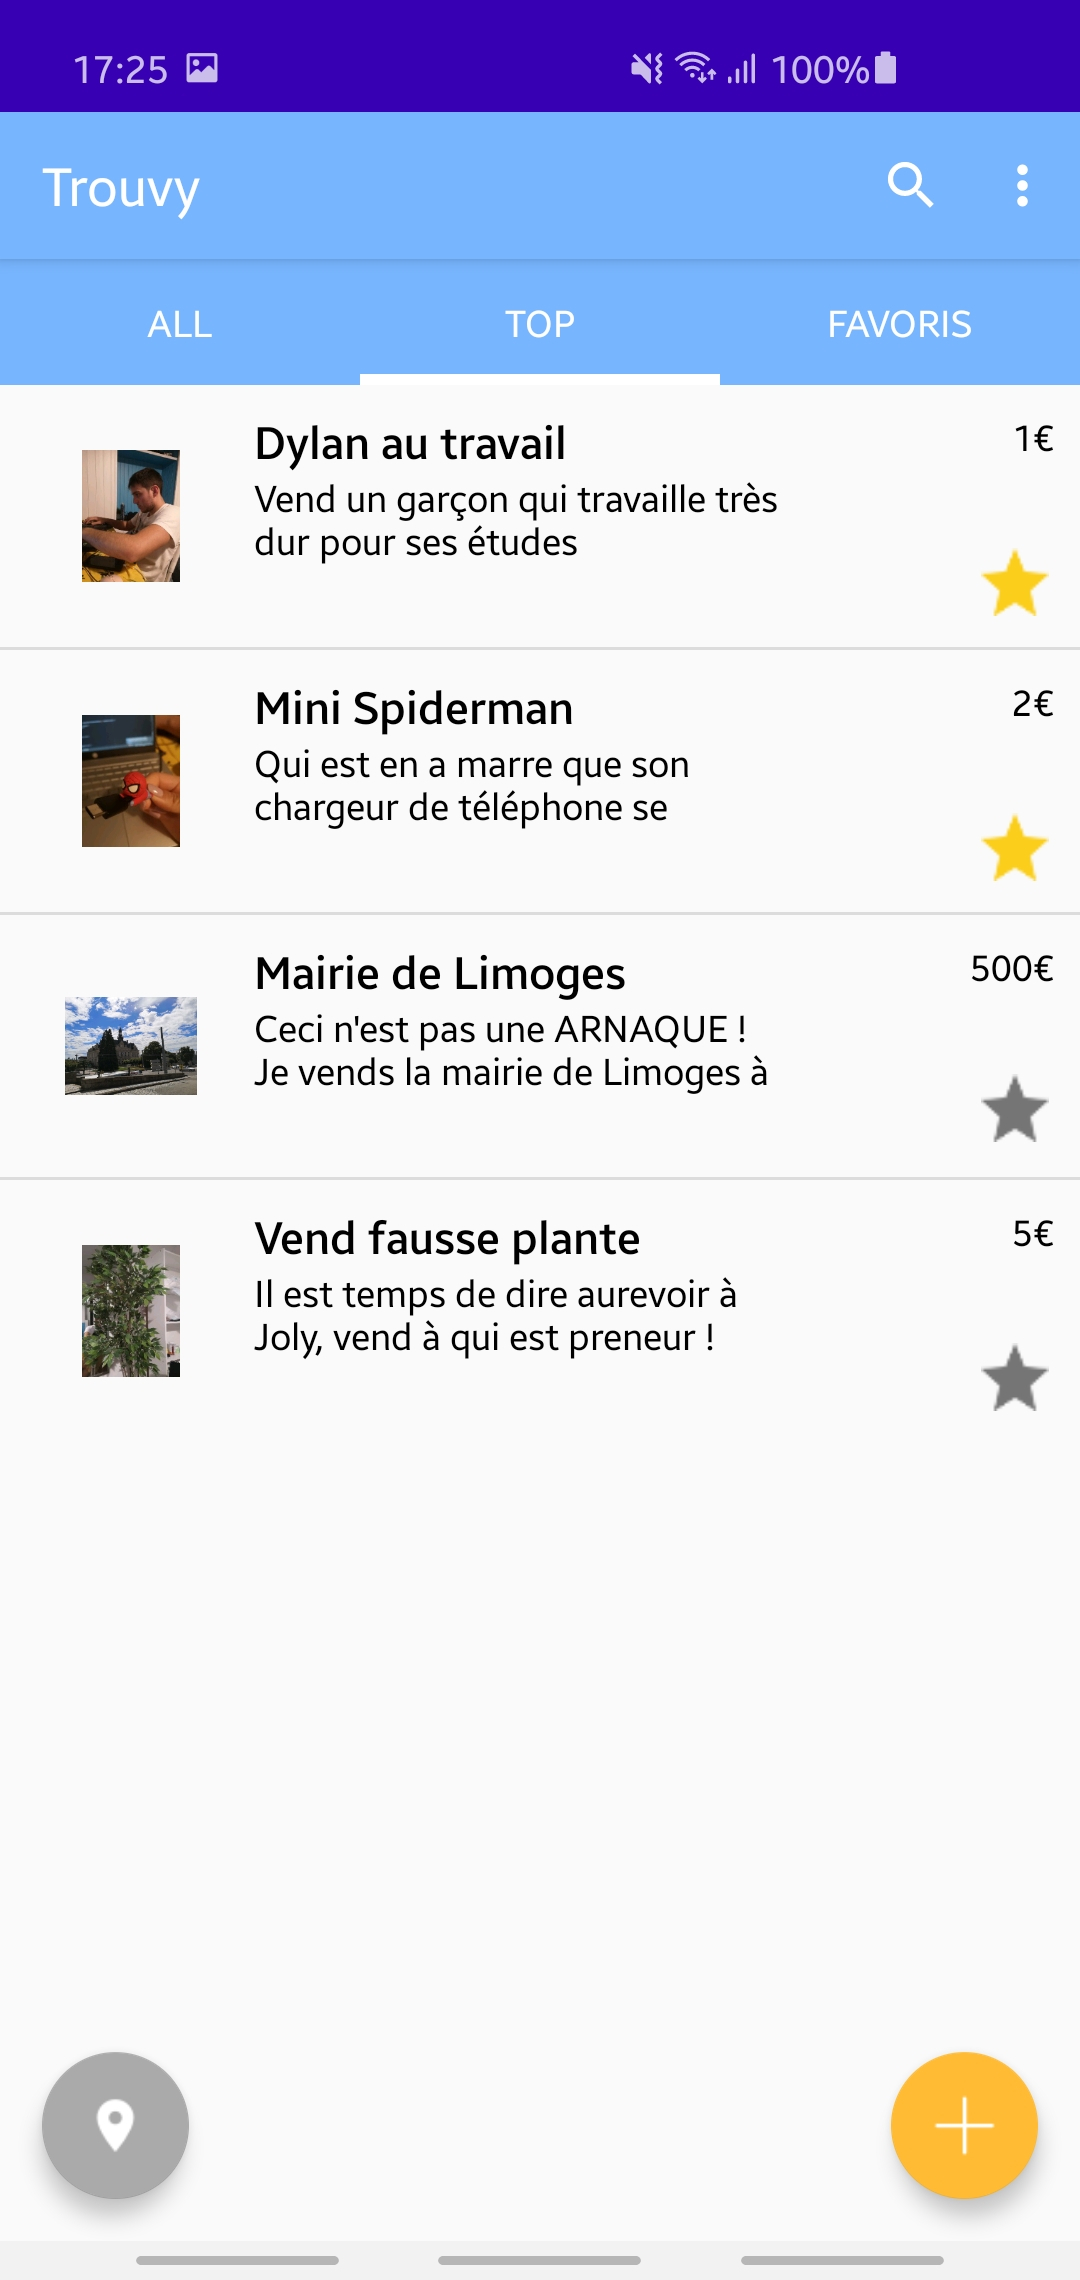 17:25 100%
Trouvy
ALL TOP FAVORIS
Dylan au travail 1€
Vend un garçon qui travaille très
dur pour ses études
Mini Spiderman 2€
Qui est en a marre que son
chargeur de téléphone se
Mairie de Limoges 500€
Ceci n'est pas une ARNAQUE !
Je vends la mairie de Limoges à
Vend fausse plante 5€
Il est temps de dire aurevoir à
Joly, vend à qui est preneur !